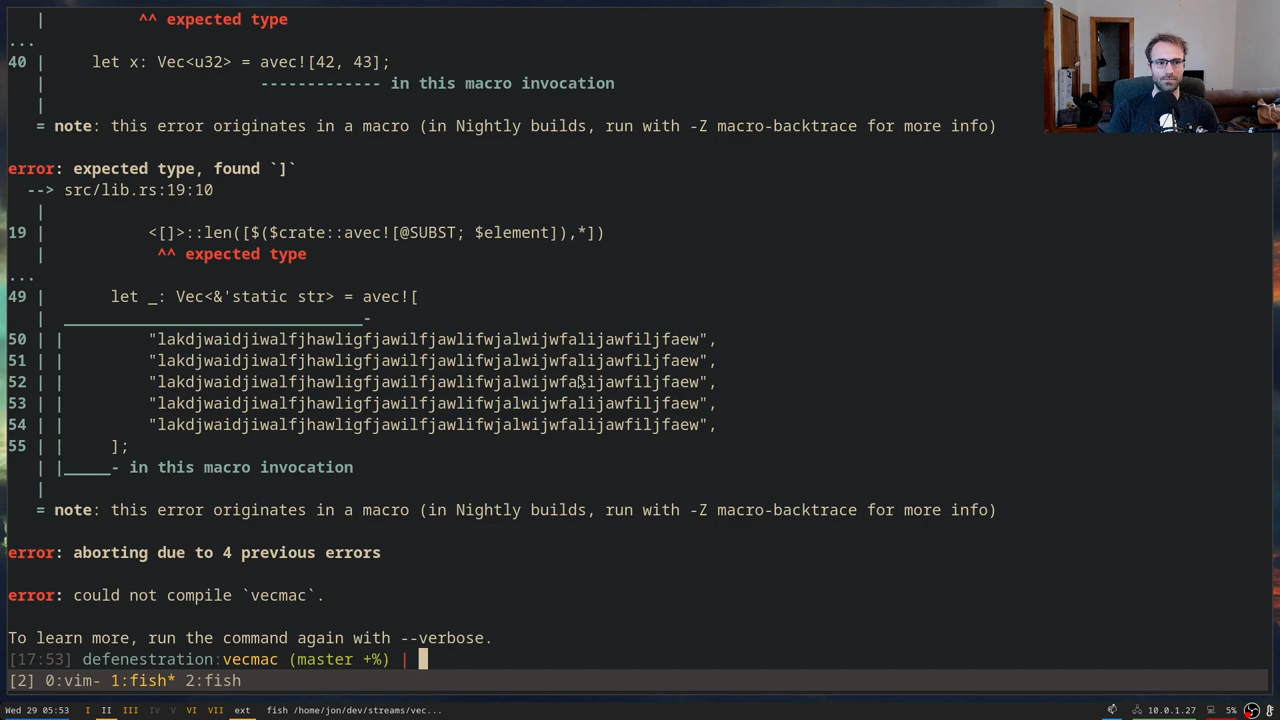 |             ^^ expected type
...
40 |     let x: Vec<u32> = avec![42, 43];
|                       ------------- in this macro invocation
|
= note: this error originates in a macro (in Nightly builds, run with -Z macro-backtrace for more info)
error: expected type, found `]`
--> src/lib.rs:19:10
|
19 |         <[]>::len([$($crate::avec![@SUBST; $element]),*])
|          ^^ expected type
...
49 |       let _: Vec<&'static str> = avec![
|  ________________________________-
50 | |         "lakdjwaidjiwalfjhawligfjawilfjawlifwjalwijwfalijawfiljfaew",
51 | |         "lakdjwaidjiwalfjhawligfjawilfjawlifwjalwijwfalijawfiljfaew",
52 | |         "lakdjwaidjiwalfjhawligfjawilfjawlifwjalwijwfalijawfiljfaew",
53 | |         "lakdjwaidjiwalfjhawligfjawilfjawlifwjalwijwfalijawfiljfaew",
54 | |         "lakdjwaidjiwalfjhawligfjawilfjawlifwjalwijwfalijawfiljfaew",
55 | |     ];
| |_____- in this macro invocation
|
= note: this error originates in a macro (in Nightly builds, run with -Z macro-backtrace for more info)
error: aborting due to 4 previous errors
error: could not compile `vecmac`.
To learn more, run the command again with --verbose.
[17:53] defenestration:vecmac (master +%) |
[2] 0:vim- 1:fish* 2:fish
Wed 29 05:53 I II III IV V VI VII ext fish /home/jon/dev/streams/vec... 10.0.1.27 5%